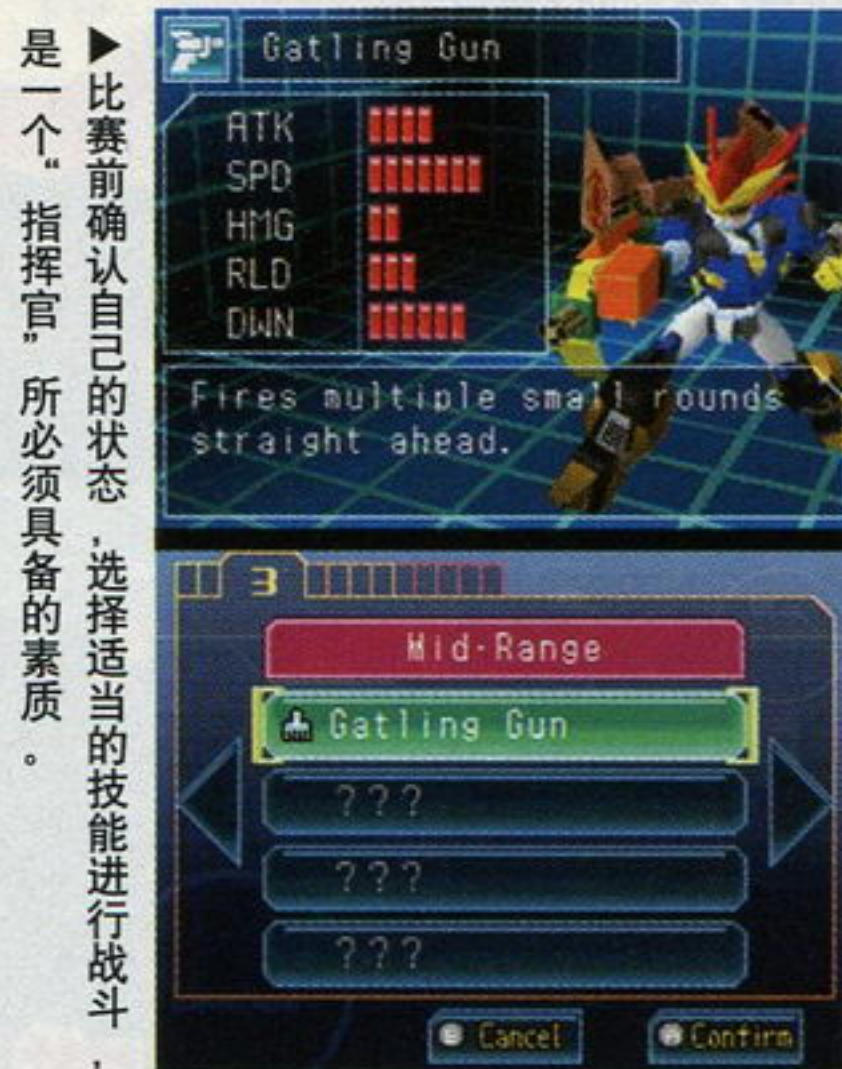 ▶比赛前确认自己的状态，选择适当的技能进行战斗，
是一个“指挥官”所必须具备的素质。
Gatling Gun
ATK
SPD
HMG
RLD
DWN
Fires multiple small rounds
straight ahead.
3
Mid-Range
Gatling Gun
???
???
???
B Cancel
A Confirm